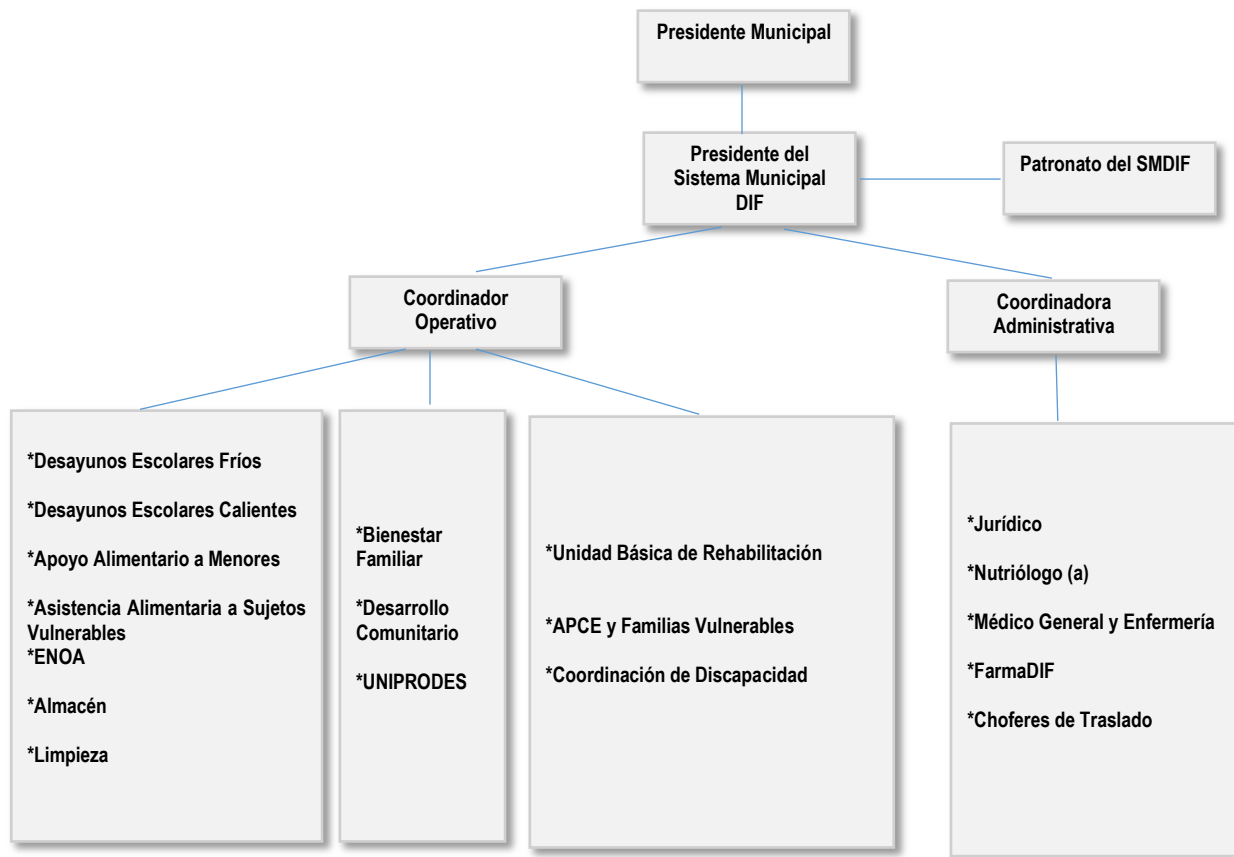 Presidente Municipal
Presidente del
Sistema Municipal
DIF
Patronato del SMDIF
Coordinador
Operativo
Coordinadora
Administrativa
*Desayunos Escolares Fríos
*Desayunos Escolares Calientes
*Apoyo Alimentario a Menores
*Asistencia Alimentaria a Sujetos
Vulnerables
*ENOA
*Almacén
*Limpieza
*Bienestar
Familiar
*Desarrollo
Comunitario
*UNIPRODES
*Unidad Básica de Rehabilitación
*APCE y Familias Vulnerables
*Coordinación de Discapacidad
*Jurídico
*Nutriólogo (a)
*Médico General y Enfermería
*FarmaDIF
*Choferes de Traslado